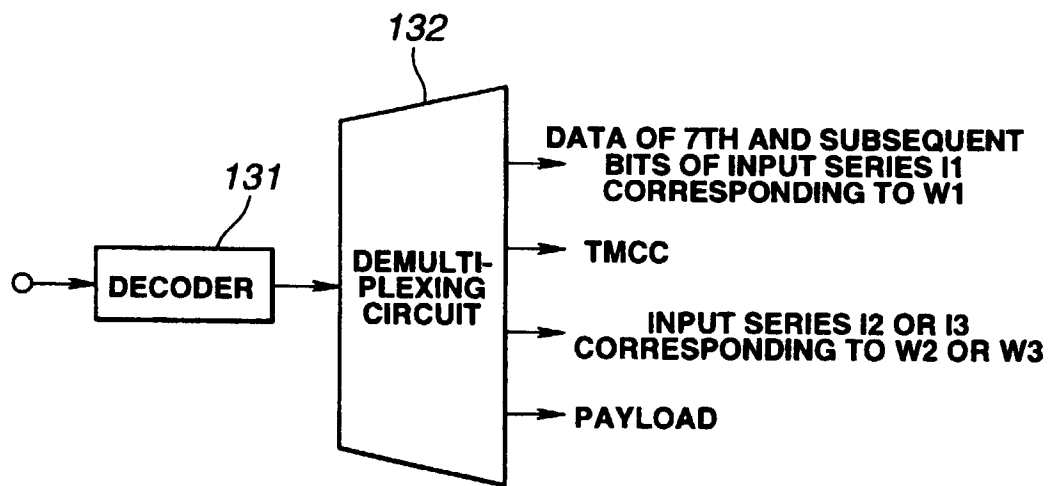 132
DATA OF 7TH AND SUBSEQUENT
BITS OF INPUT SERIES I1
CORRESPONDING TO W1
131
DECODER
DEMULTI-
PLEXING
CIRCUIT
TMCC
INPUT SERIES I2 OR I3
CORRESPONDING TO W2 OR W3
PAYLOAD